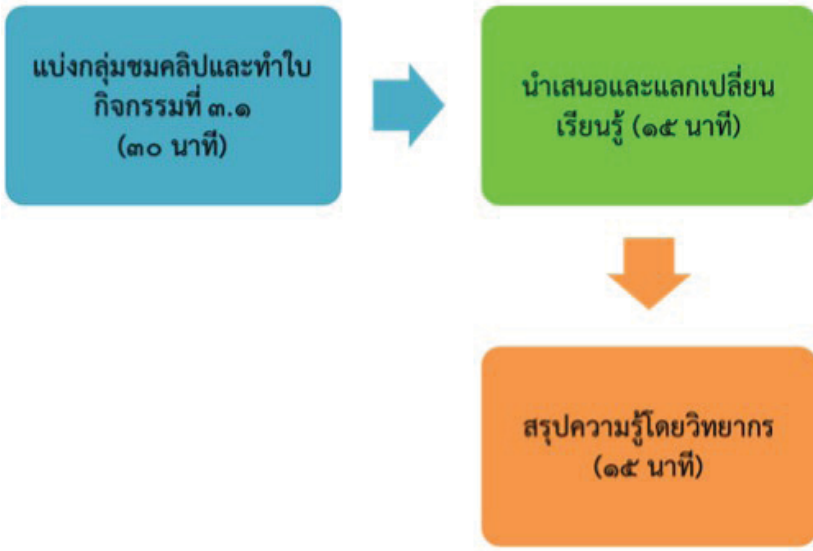 แบ่งกลุ่มชมคลิปและทำใบ
กิจกรรมที่ ๓.๑
(๓๐ นาที)
นำเสนอและแลกเปลี่ยน
เรียนรู้ (๑๕ นาที)
สรุปความรู้โดยวิทยากร
(๑๕ นาที)